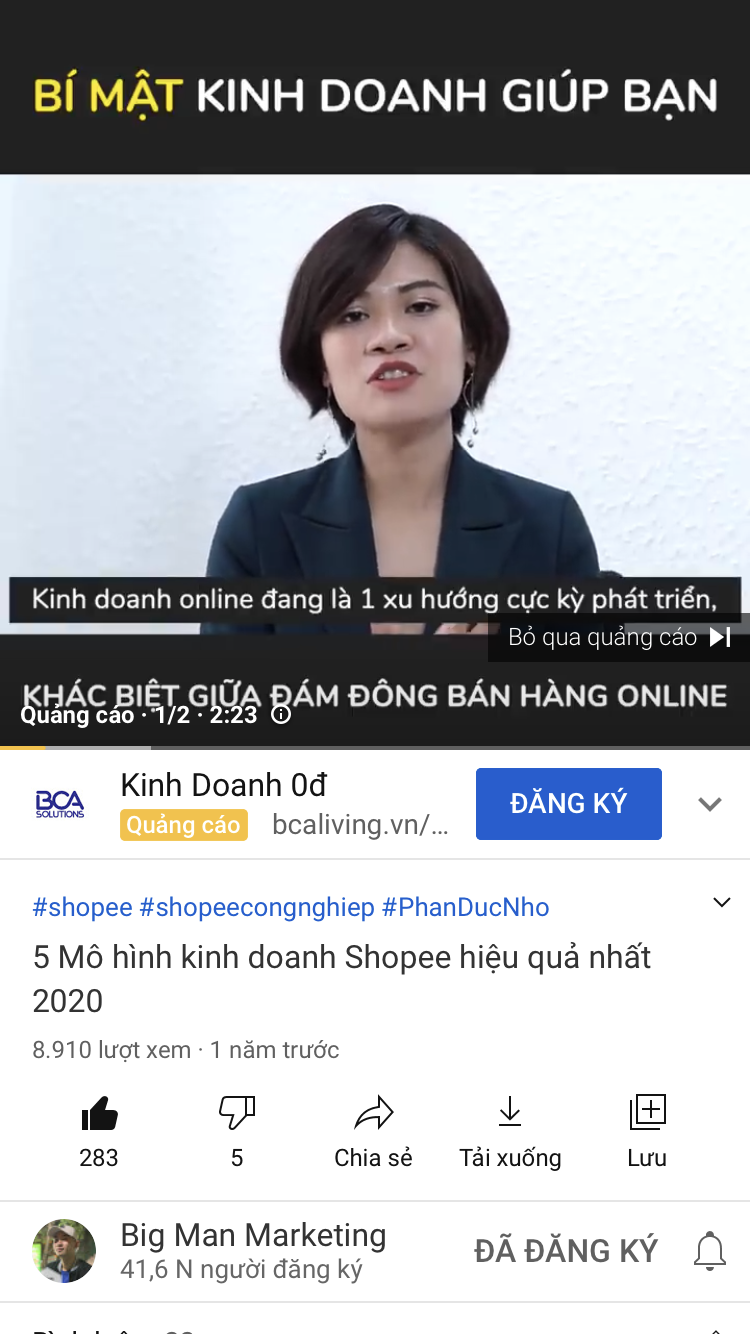 BÍ MẬT KINH DOANH GIÚP BẠN
Kinh doanh online đang là 1 xu hướng cực kỳ phát triển,
Bỏ qua quảng cáo
KHÁC BIỆT GIỮA ĐÁM ĐÔNG BÁN HÀNG ONLINE
Quảng cáo · 1/2 · 2:23
BCA
SOLUTIONS
Kinh Doanh 0đ
Quảng cáo bcaliving.vn/...
ĐĂNG KÝ
#shopee #shopeecongnghiep #PhanDucNho
5 Mô hình kinh doanh Shopee hiệu quả nhất
2020
8.910 lượt xem · 1 năm trước
283
5
Chia sẻ
Tải xuống
Lưu
Big Man Marketing
41,6 N người đăng ký
ĐÃ ĐĂNG KÝ